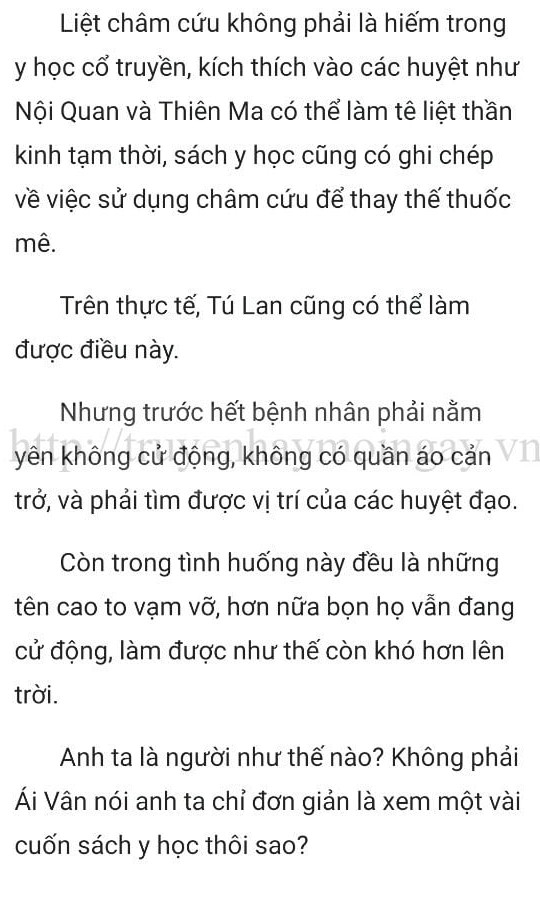 Liệt châm cứu không phải là hiếm trong
y học cổ truyền, kích thích vào các huyệt như
Nội Quan và Thiên Ma có thể làm tê liệt thần
kinh tạm thời, sách y học cũng có ghi chép
về việc sử dụng châm cứu để thay thế thuốc
mê.
Trên thực tế, Tú Lan cũng có thể làm
được điều này.
Nhưng trước hết bệnh nhân phải nằm
http://truyenhaymoingay.vn
yên không cử động, không có quần áo cản
trở, và phải tìm được vị trí của các huyệt đạo.
Còn trong tình huống này đều là những
tên cao to vạm vỡ, hơn nữa bọn họ vẫn đang
cử động, làm được như thế còn khó hơn lên
trời.
Anh ta là người như thế nào? Không phải
Ái Vân nói anh ta chỉ đơn giản là xem một vài
cuốn sách y học thôi sao?